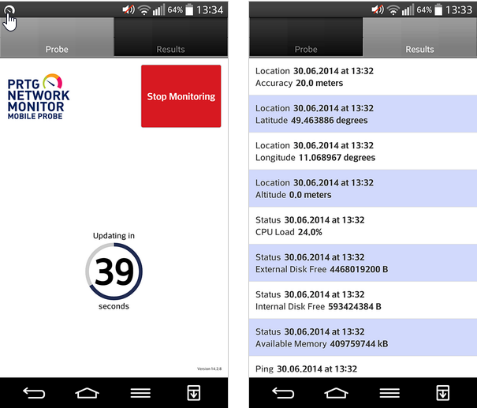 64% 13:34
Probe
Results
PRTG
NETWORK
MONITOR
MOBILE PROBE
Stop Monitoring
Updating in
39
seconds
Version 14.2.8
64% 13:33
Probe
Results
Location 30,06,2014 at 13:32
Accuracy 20,0 meters
Location 30,06,2014 at 13:32
Latitude 49,463886 degrees
Location 30,06,2014 at 13:32
Longitude 11,068967 degrees
Location 30,06,2014 at 13:32
Altitude 0,0 meters
Status 30,06,2014 at 13:32
CPU Load 24,0%
Status 30,06,2014 at 13:32
External Disk Free 4468019200 B
Status 30,06,2014 at 13:32
Internal Disk Free 593424384 B
Status 30,06,2014 at 13:32
Available Memory 409759744 kB
Ping 30,06,2014 at 13:32